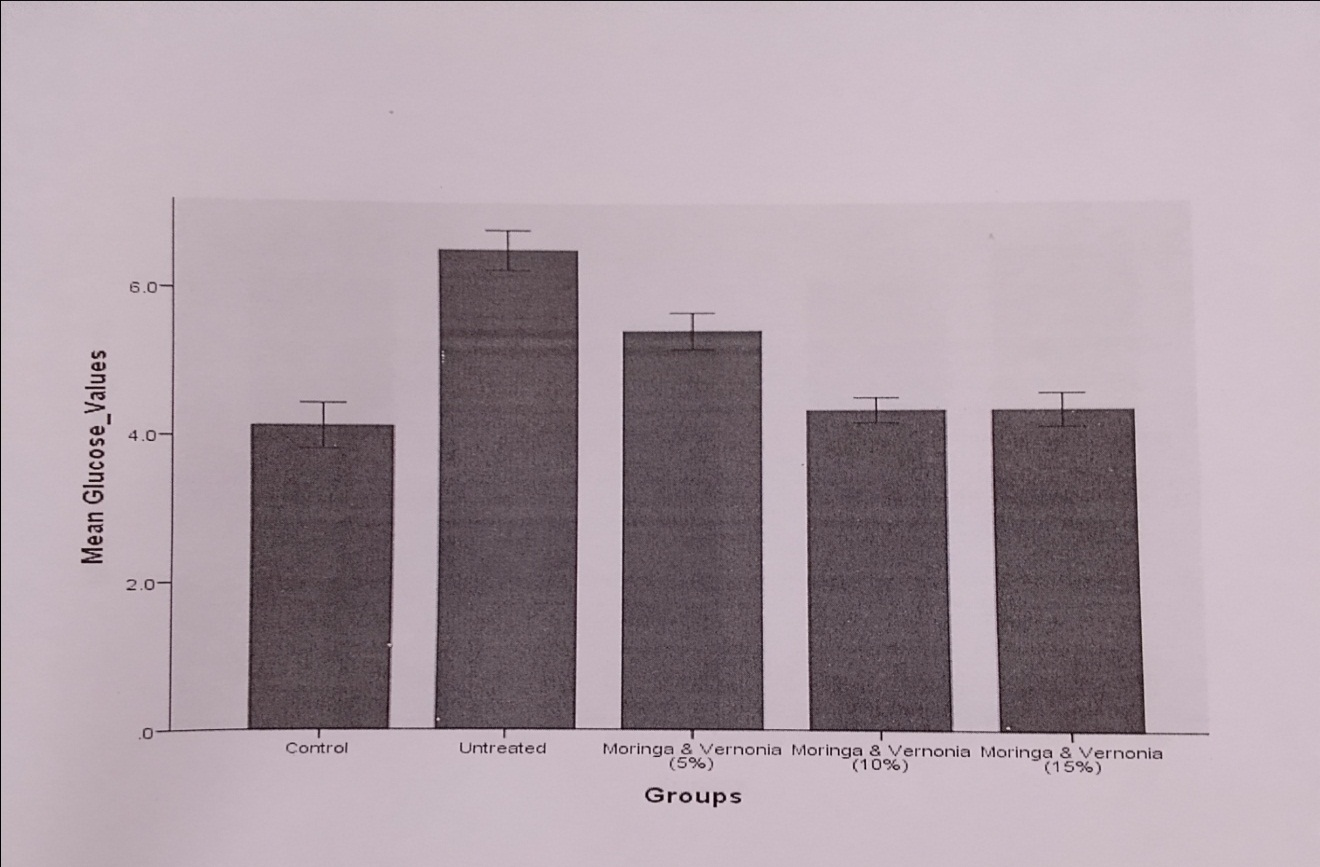 Mean Glucose_Values
6.0
4.0
2.0
.0
Control
Untreated
Moringa & Vernonia
(5%)
Moringa & Vernonia
(10%)
Moringa & Vernonia
(15%)
Groups